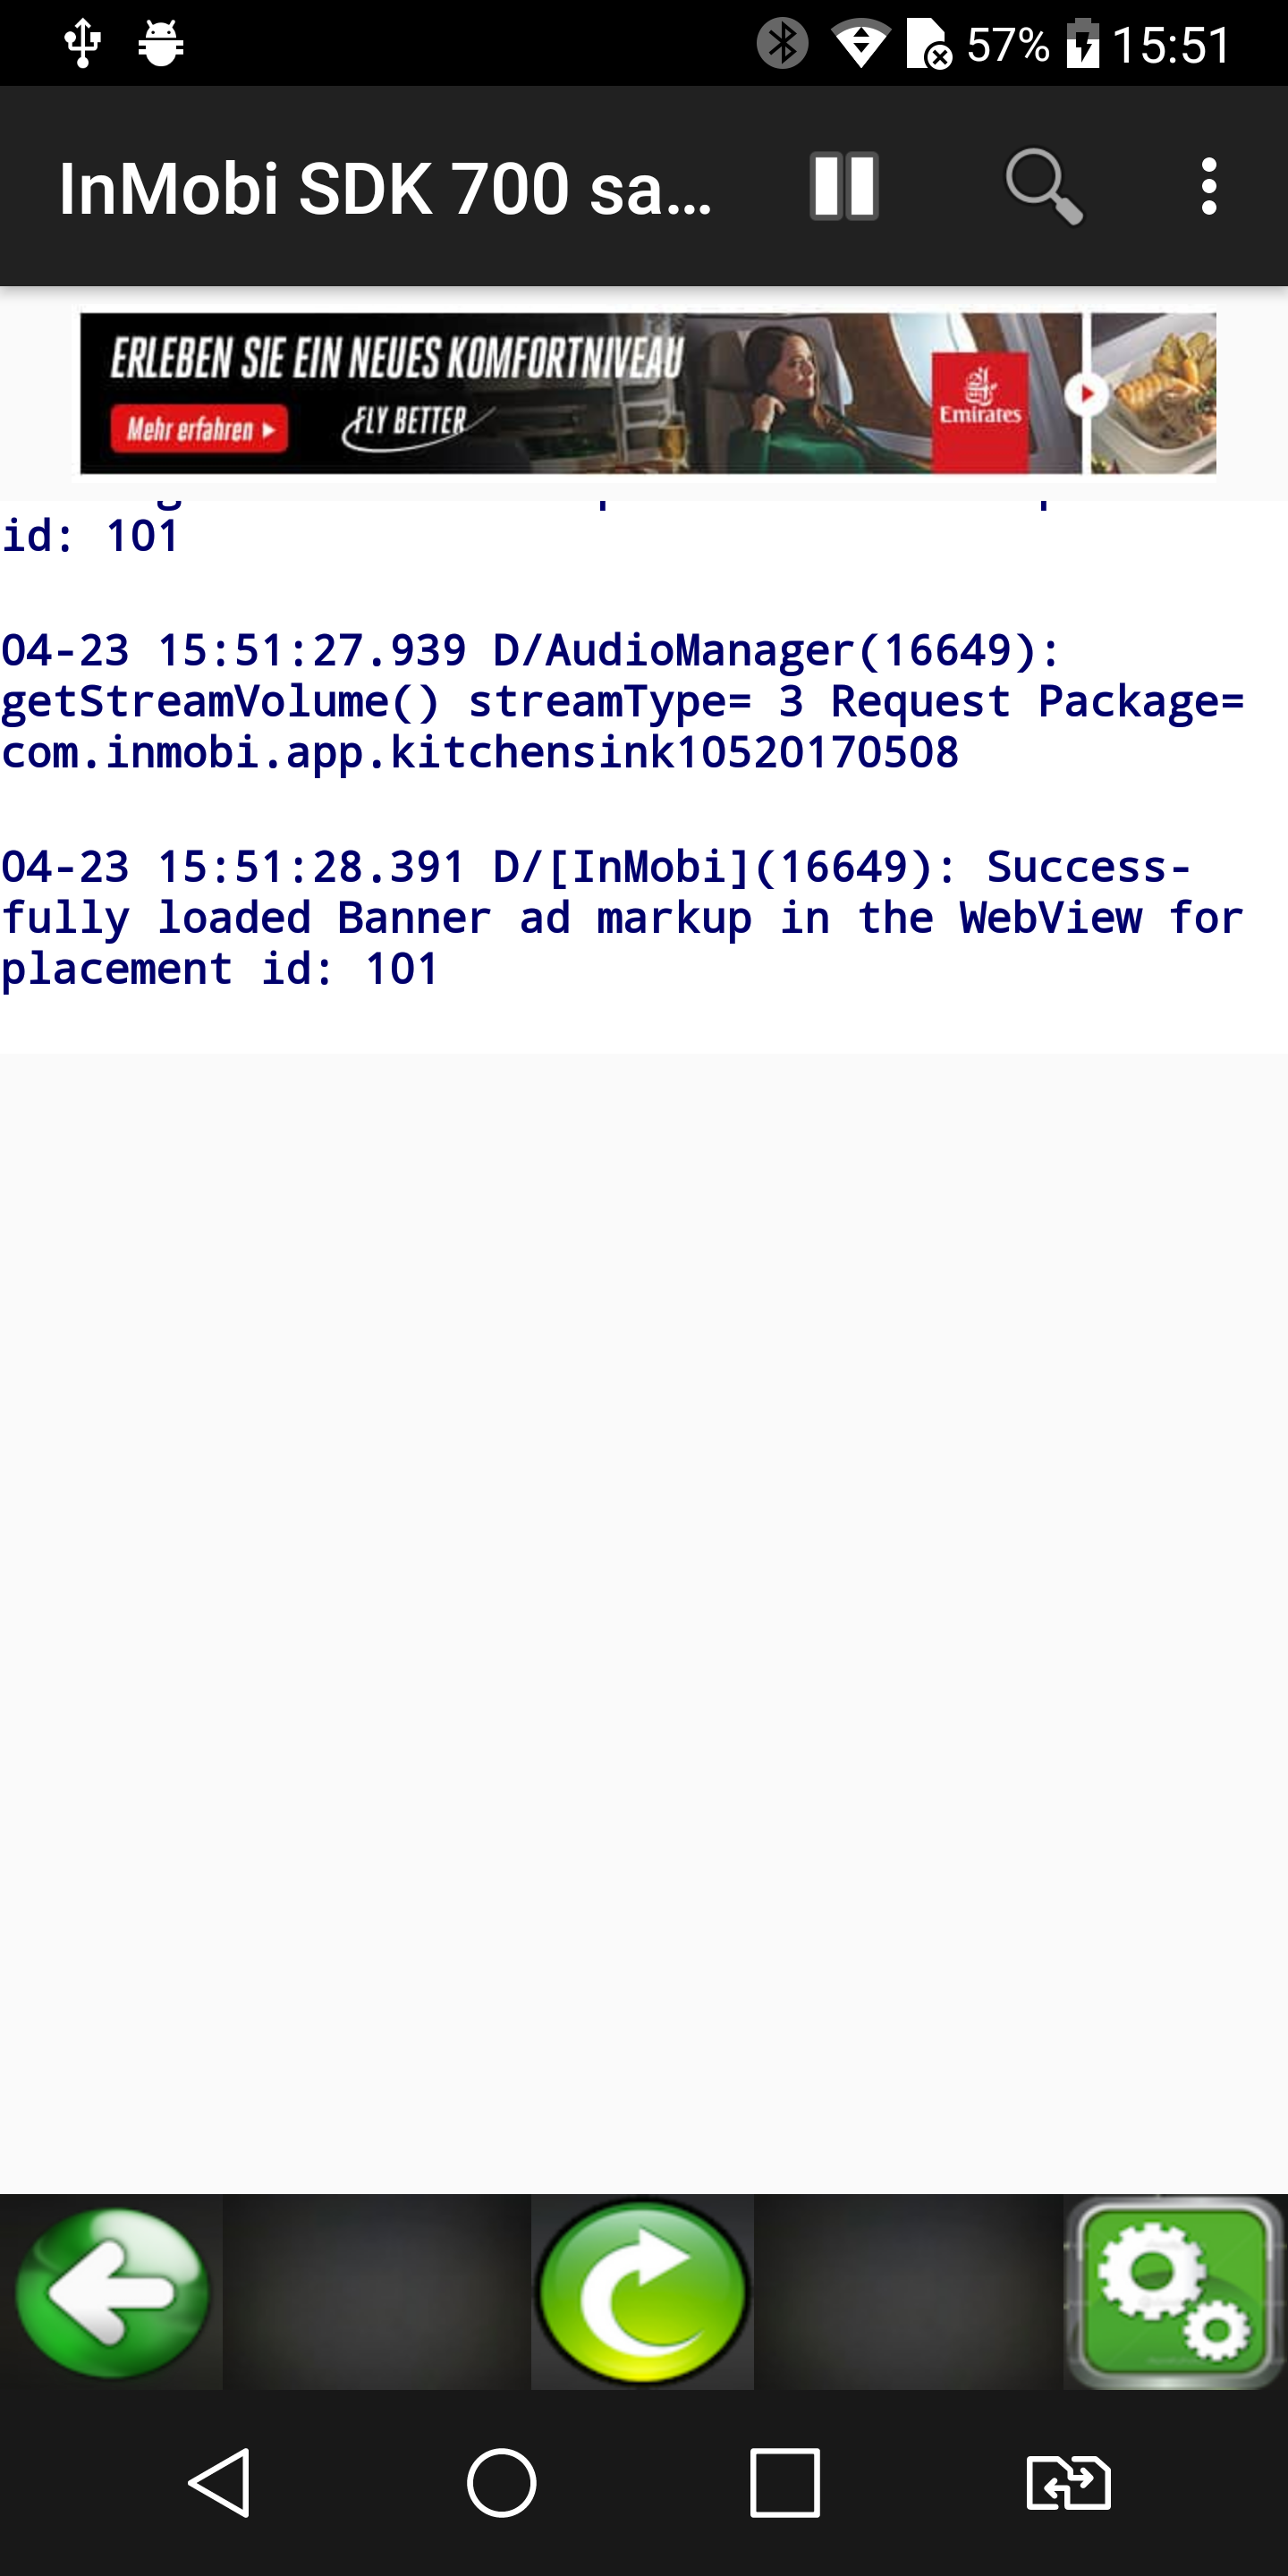 57% 15:51
InMobi SDK 700 sa...
ERLEBEN SIE EIN NEUES KOMFORTNIVEAU
Mehr erfahren
FLY BETTER
Emirates
id: 101
04-23 15:51:27.939 D/AudioManager(16649):
getStreamVolume() streamType= 3 Request Package=
com.inmobi.app.kitchensink10520170508
04-23 15:51:28.391 D/[InMobi](16649): Success-
fully loaded Banner ad markup in the WebView for
placement id: 101